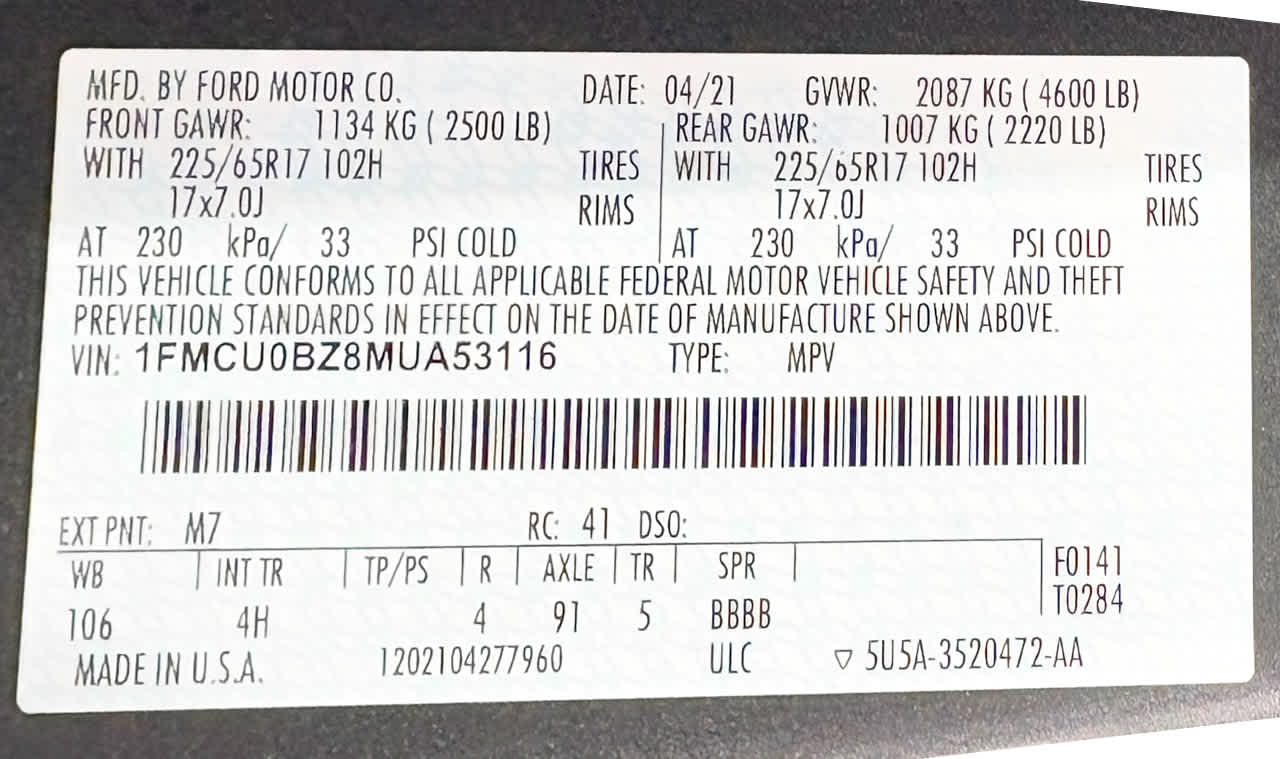 MFD. BY FORD MOTOR CO. DATE: 04/21 GVWR: 2087 KG ( 4600 LB)
FRONT GAWR: 1134 KG ( 2500 LB) REAR GAWR: 1007 KG ( 2220 LB)
WITH 225/65R17 102H TIRES WITH 225/65R17 102H TIRES
17x7.0J RIMS 17x7.0J RIMS
AT 230 kPa/ 33 PSI COLD AT 230 kPa/ 33 PSI COLD
THIS VEHICLE CONFORMS TO ALL APPLICABLE FEDERAL MOTOR VEHICLE SAFETY AND THEFT
PREVENTION STANDARDS IN EFFECT ON THE DATE OF MANUFACTURE SHOWN ABOVE.
VIN: 1FMCU0BZ8MUA53116 TYPE: MPV
EXT PNT: M7 RC: 41 DSO:
WB INT TR TP/PS R AXLE TR SPR F0141
106 4H 4 91 5 BBBB T0284
MADE IN U.S.A. 1202104277960 ULC ▽ 5U5A-3520472-AA